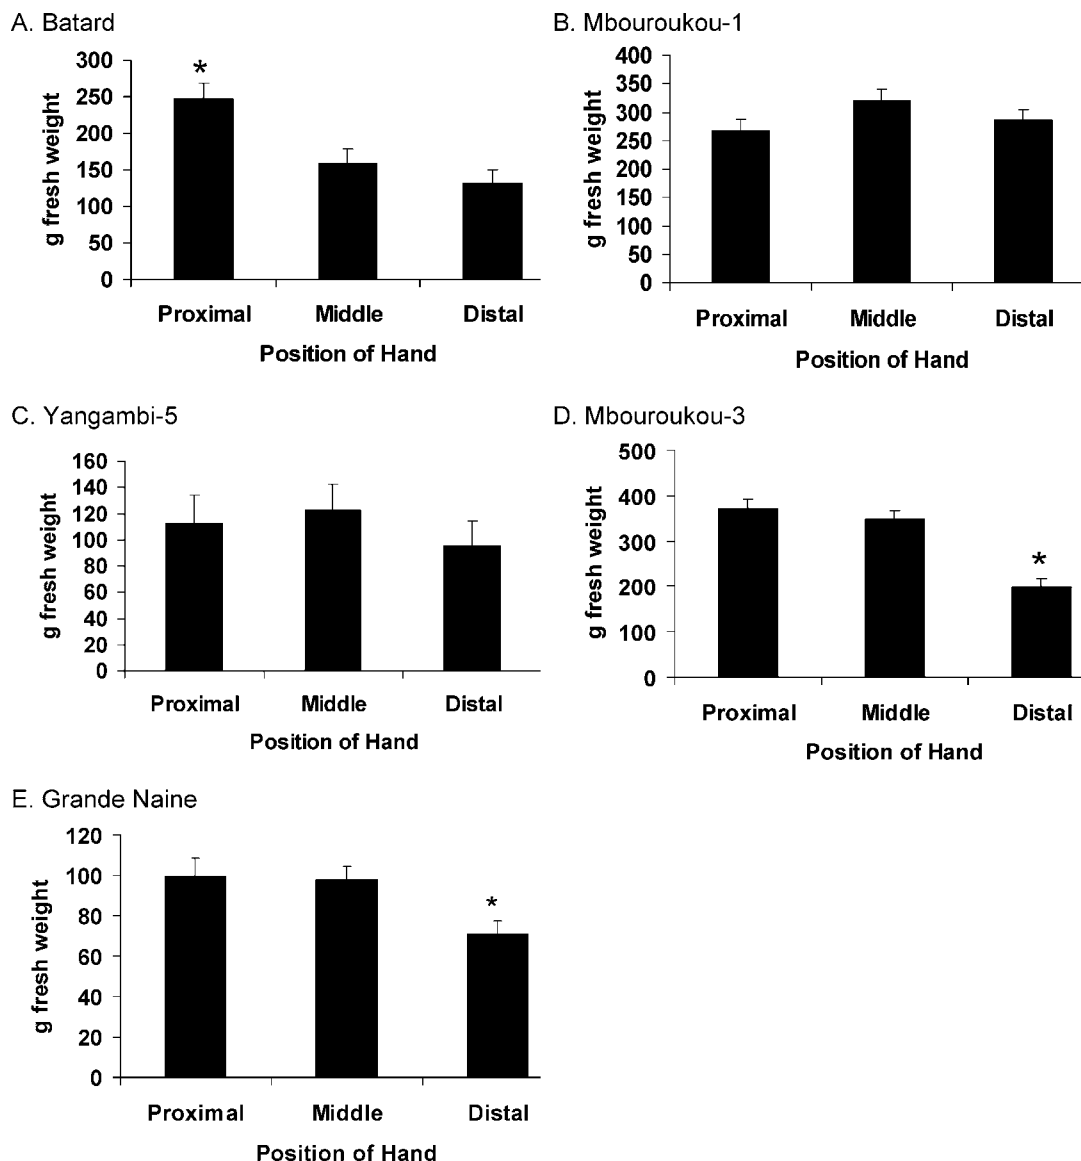 A. Batard
300
250
200
150
100
50
0
g fresh weight
*
Proximal Middle Distal
Position of Hand
B. Mbouroukou-1
400
350
300
250
200
150
100
50
0
g fresh weight
Proximal Middle Distal
Position of Hand
C. Yangambi-5
160
140
120
100
80
60
40
20
0
g fresh weight
Proximal Middle Distal
Position of Hand
D. Mbouroukou-3
500
400
300
200
100
0
g fresh weight
*
Proximal Middle Distal
Position of Hand
E. Grande Naine
120
100
80
60
40
20
0
g fresh weight
*
Proximal Middle Distal
Position of Hand